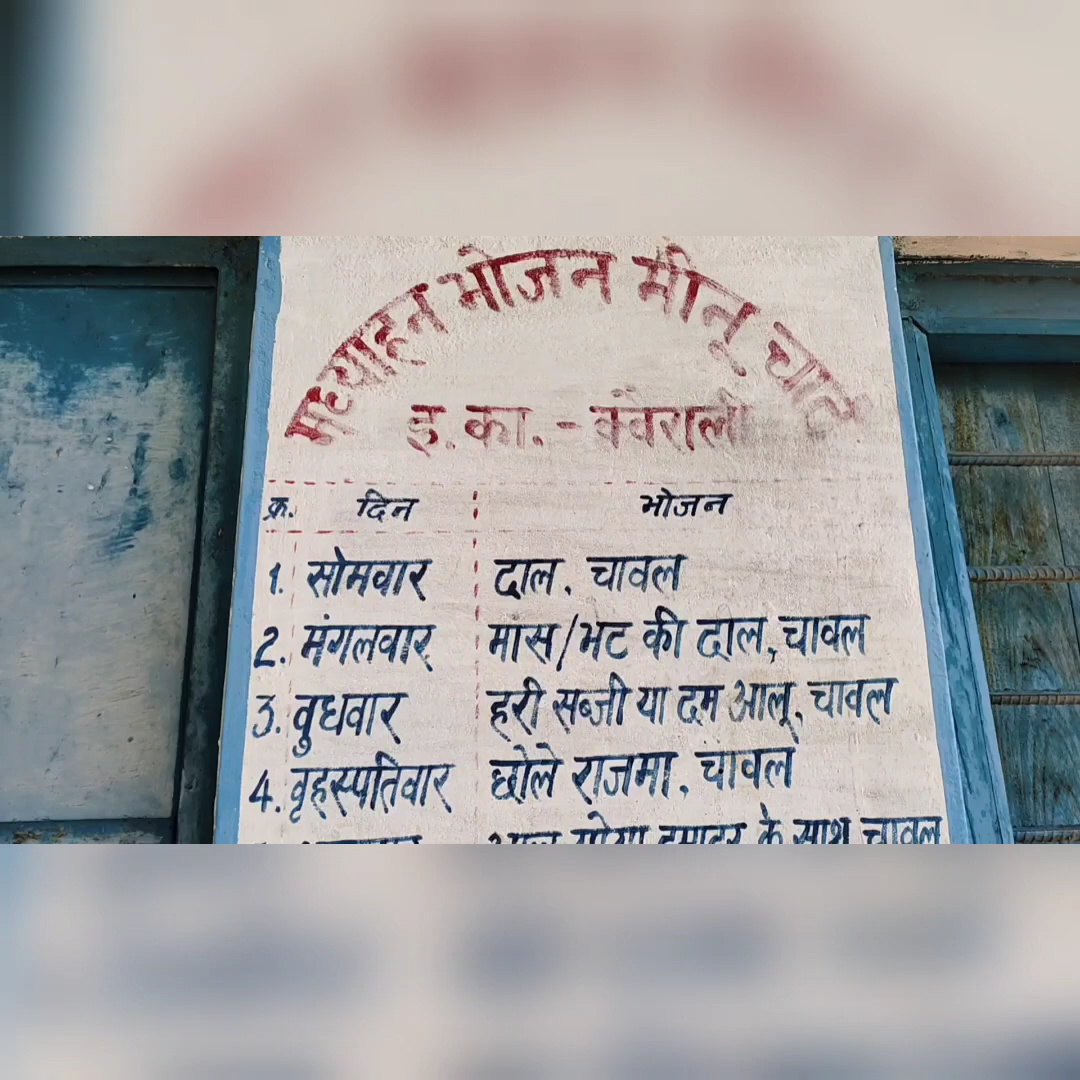 मध्याहन भोजन मीनू चार्ट
इ.का. - क्वैराली
क्र. दिन भोजन
1. सोमवार दाल, चावल
2. मंगलवार मांस/भट की दाल, चावल
3. वुधवार हरी सब्जी या दम आलू, चावल
4. वृहस्पतिवार छोले राजमा, चावल
के साथ चावल